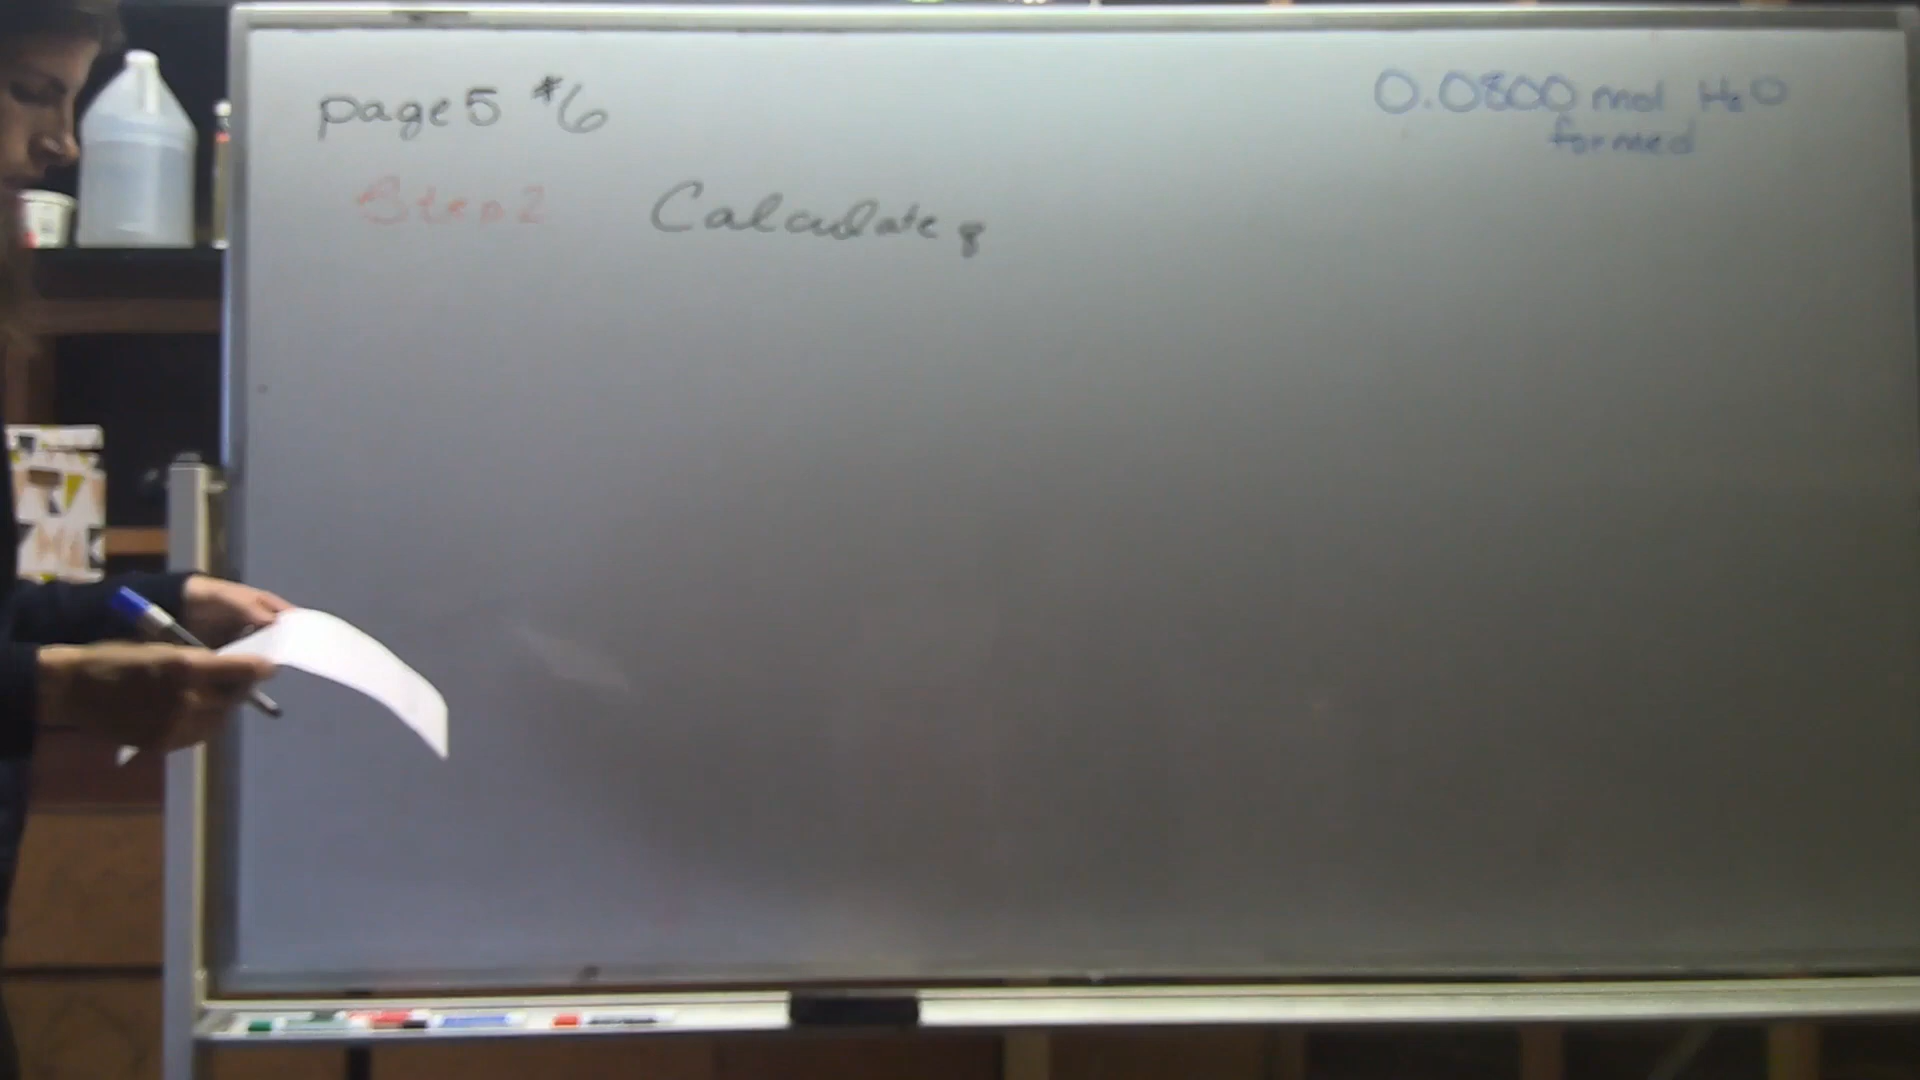 page 5 #6
0.0800 mol H₂O
formed
Step 2 Calculate q